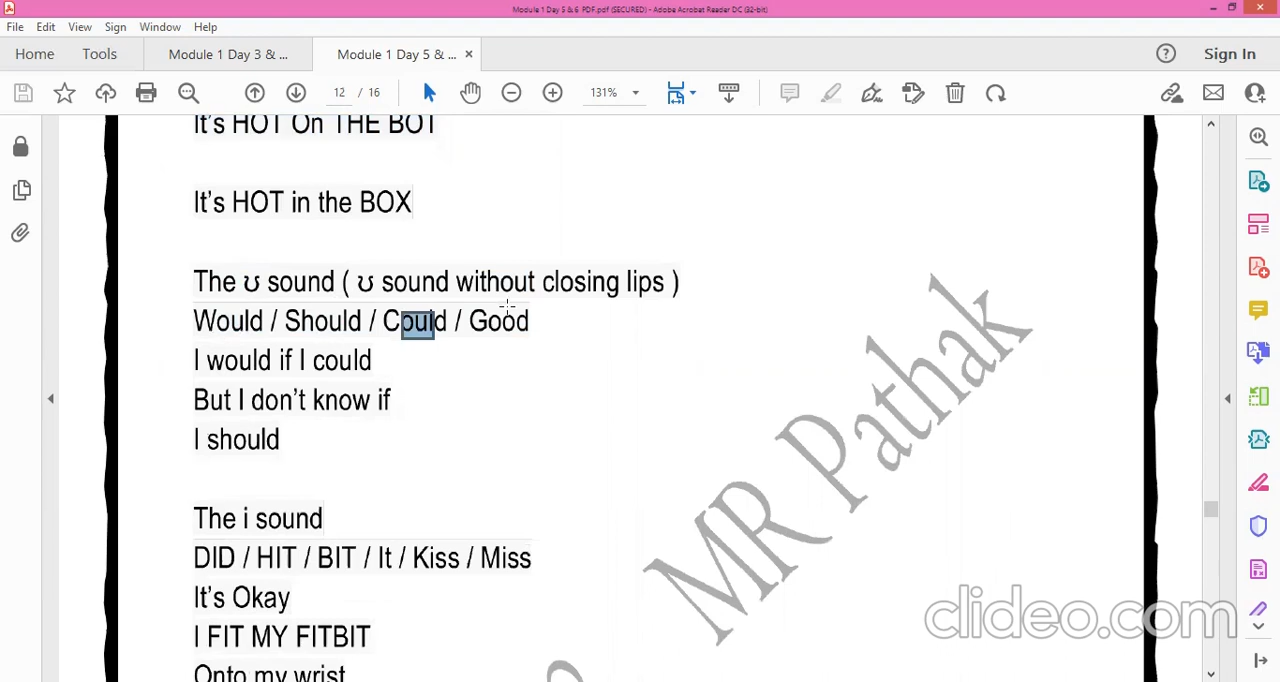 Module 1 Day 5 & 6 PDF.pdf (SECURED) - Adobe Acrobat Reader DC (32-bit)
File Edit View Sign Window Help
Home Tools Module 1 Day 3 & ... Module 1 Day 5 & ... × Sign In
12 / 16 131%
It's HOT On THE BOT
It's HOT in the BOX
The ʊ sound ( ʊ sound without closing lips )
Would / Should / Could / Good
I would if I could
But I don't know if
I should
The i sound
DID / HIT / BIT / It / Kiss / Miss
It's Okay
I FIT MY FITBIT
Onto my wrist
MR Pathak
clideo.com